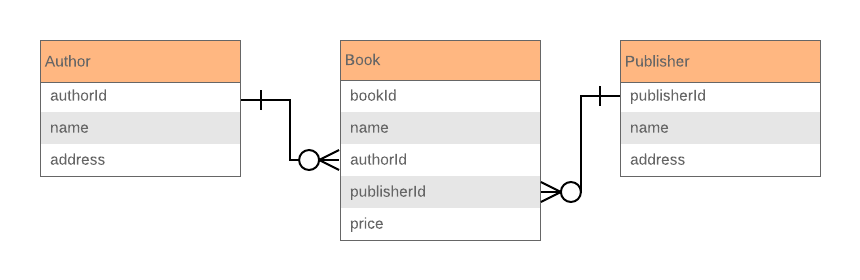 Author
authorId
name
address
Book
bookId
name
authorId
publisherId
price
Publisher
publisherId
name
address